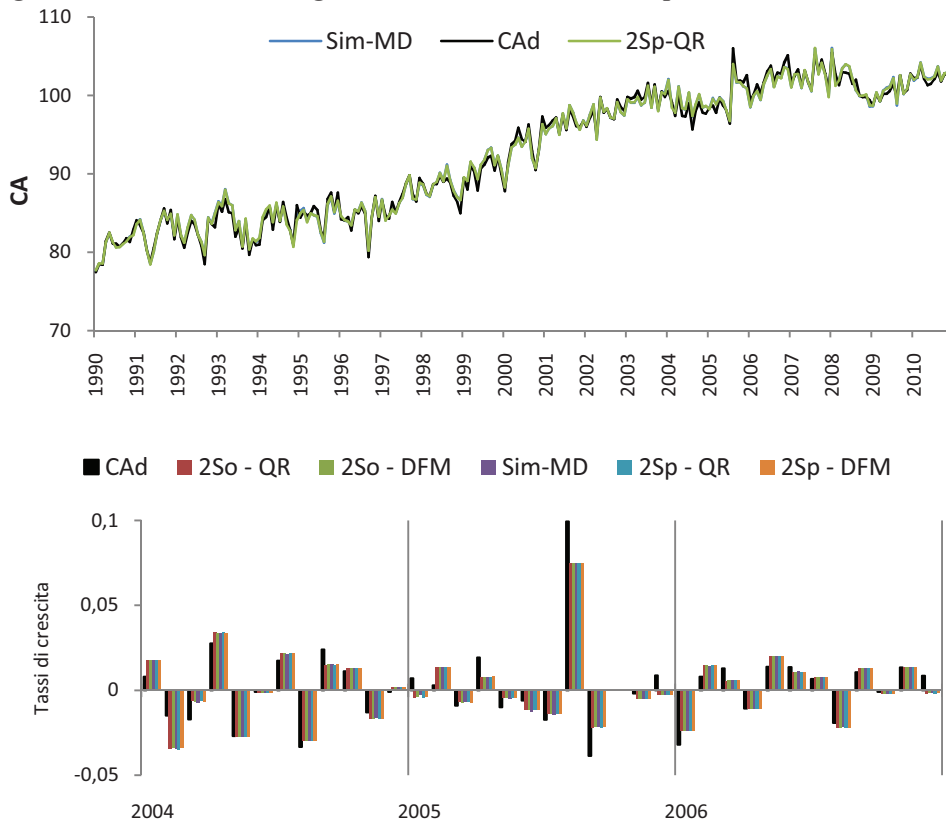 110
Sim-MD CAd 2Sp-QR
100
90
CA
80
70
1990 1991 1992 1993 1994 1995 1996 1997 1998 1999 2000 2001 2002 2003 2004 2005 2006 2007 2008 2009 2010
CAd 2So - QR 2So - DFM Sim-MD 2Sp - QR 2Sp - DFM
0,1
0,05
Tassi di crescita
0
-0,05
2004 2005 2006